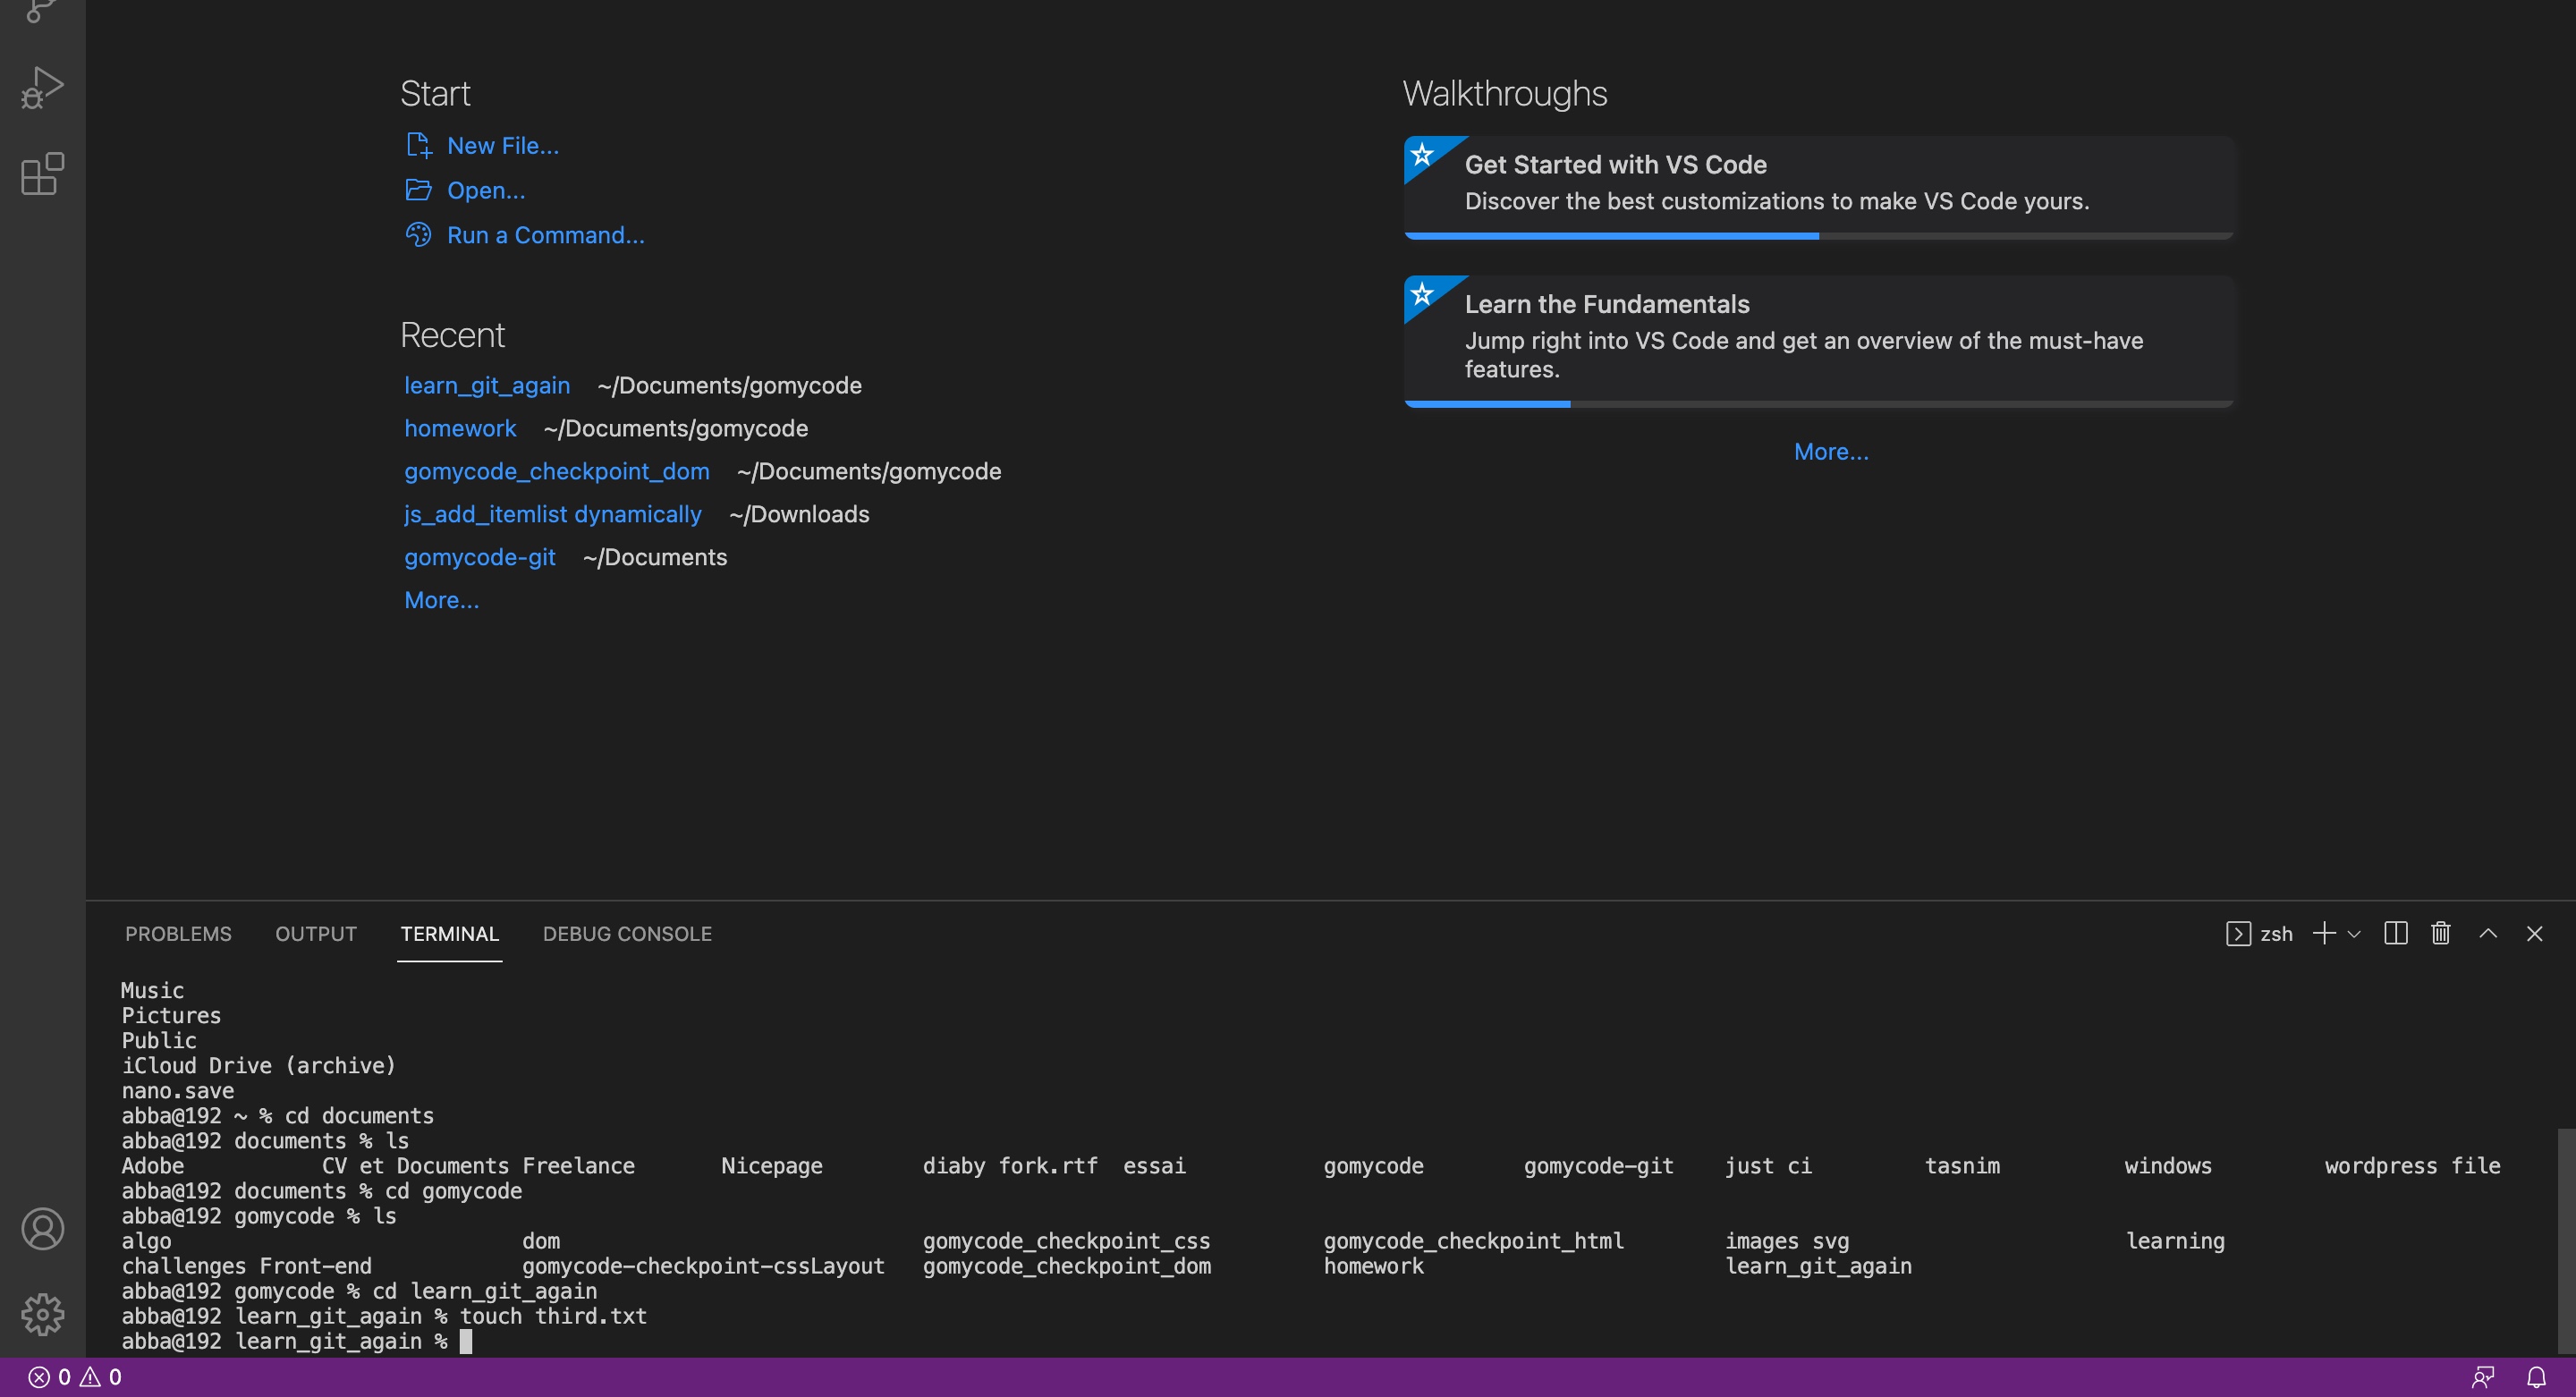 Start
New File...
Open...
Run a Command...
Recent
learn_git_again ~/Documents/gomycode
homework ~/Documents/gomycode
gomycode_checkpoint_dom ~/Documents/gomycode
js_add_itemlist dynamically ~/Downloads
gomycode-git ~/Documents
More...
Walkthroughs
Get Started with VS Code
Discover the best customizations to make VS Code yours.
Learn the Fundamentals
Jump right into VS Code and get an overview of the must-have
features.
More...
PROBLEMS OUTPUT TERMINAL DEBUG CONSOLE zsh
Music
Pictures
Public
iCloud Drive (archive)
nano.save
abba@192 ~ % cd documents
abba@192 documents % ls
Adobe CV et Documents Freelance Nicepage diaby fork.rtf essai gomycode gomycode-git just ci tasnim windows wordpress file
abba@192 documents % cd gomycode
abba@192 gomycode % ls
algo dom gomycode_checkpoint_css gomycode_checkpoint_html images svg learning
challenges Front-end gomycode-checkpoint-cssLayout gomycode_checkpoint_dom homework learn_git_again
abba@192 gomycode % cd learn_git_again
abba@192 learn_git_again % touch third.txt
abba@192 learn_git_again %
0 0